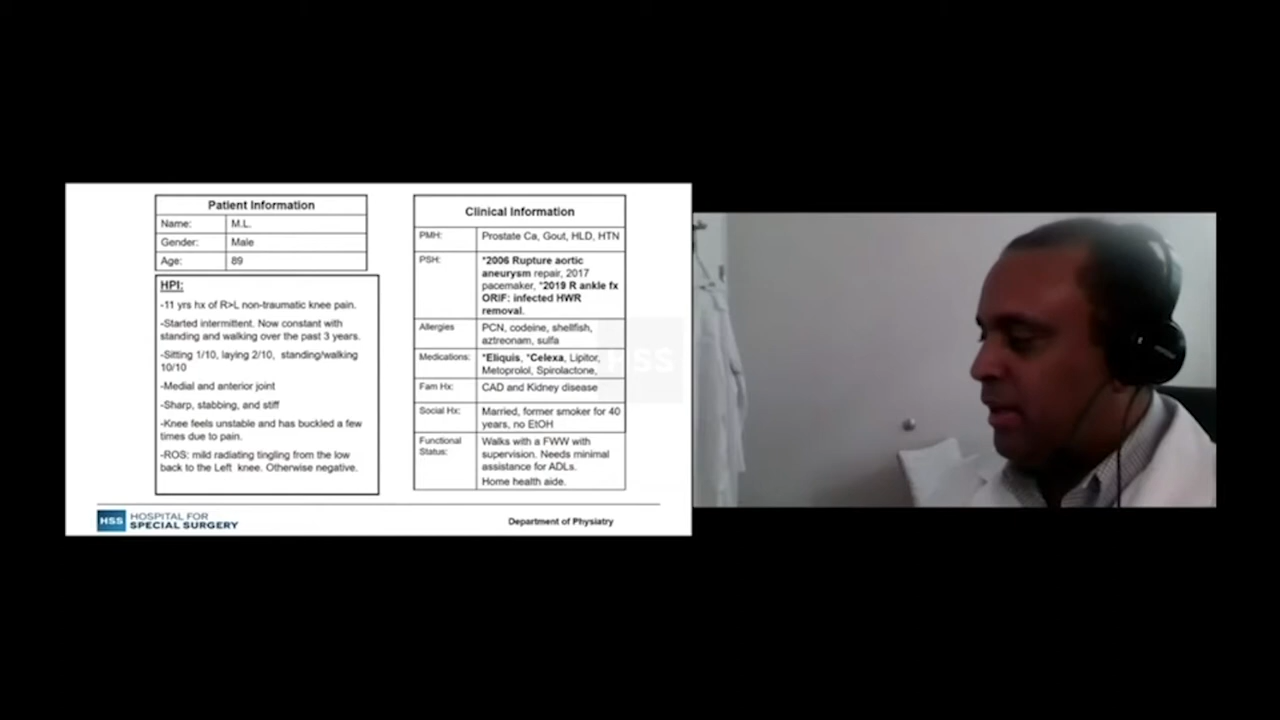 Patient Information
Name: M.L.
Gender: Male
Age: 89
HPI:
-11 yrs hx of R>L non-traumatic knee pain.
-Started intermittent. Now constant with
standing and walking over the past 3 years.
-Sitting 1/10, laying 2/10, standing/walking
10/10
-Medial and anterior joint
-Sharp, stabbing, and stiff
-Knee feels unstable and has buckled a few
times due to pain.
-ROS: mild radiating tingling from the low
back to the Left knee. Otherwise negative.
Clinical Information
PMH: Prostate Ca, Gout, HLD, HTN
PSH: *2006 Rupture aortic
aneurysm repair, 2017
pacemaker, *2019 R ankle fx
ORIF: infected HWR
removal.
Allergies PCN, codeine, shellfish,
aztreonam, sulfa
Medications: *Eliquis, *Celexa, Lipitor,
Metoprolol, Spirolactone,
Fam Hx: CAD and Kidney disease
Social Hx: Married, former smoker for 40
years, no EtOH
Functional Status: Walks with a FWW with
supervision. Needs minimal
assistance for ADLs.
Home health aide.
HSS
HSS HOSPITAL FOR
SPECIAL SURGERY
Department of Physiatry